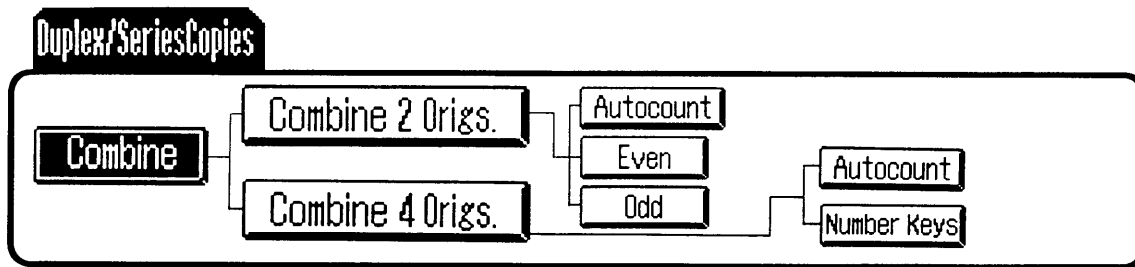 Duplex/SeriesCopies
Combine
Combine 2 Origs.
Autocount
Even
Odd
Combine 4 Origs.
Autocount
Number Keys